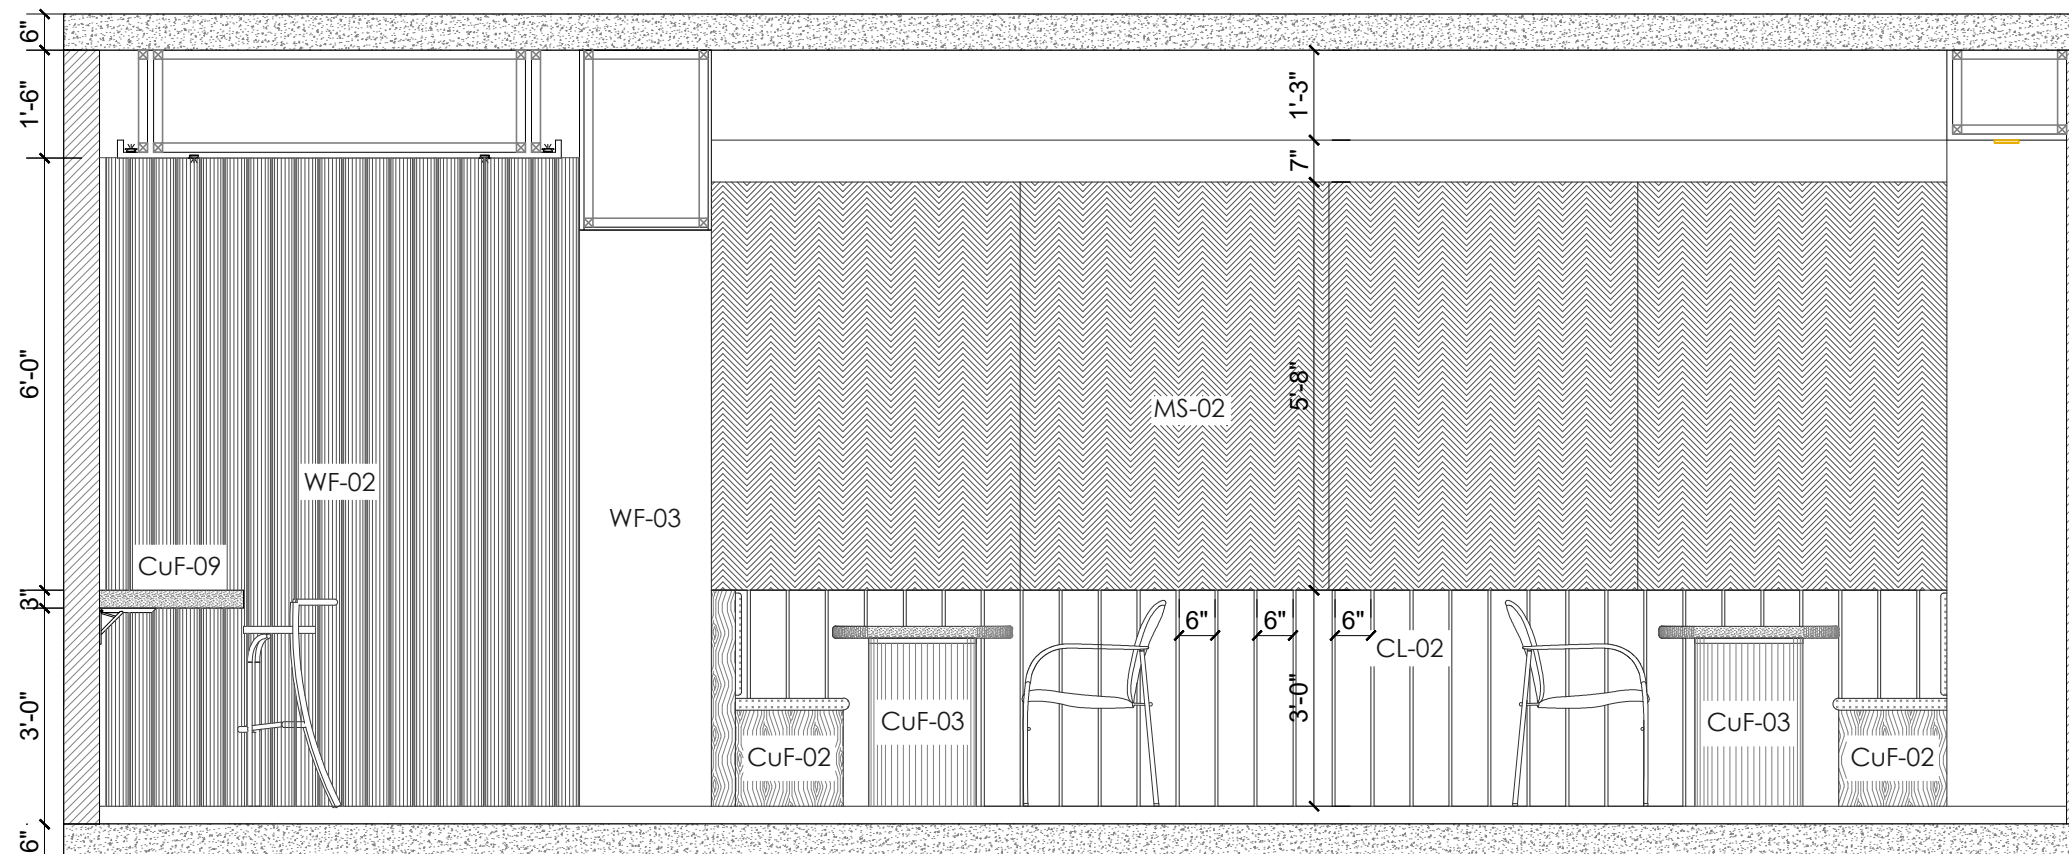 6"
1'-6"
6'-0"
3"
3'-0"
6"
1'-3"
7"
5'-8"
3'-0"
WF-02
CuF-09
WF-03
MS-02
6"
6"
6"
CL-02
CuF-02
CuF-03
CuF-03
CuF-02